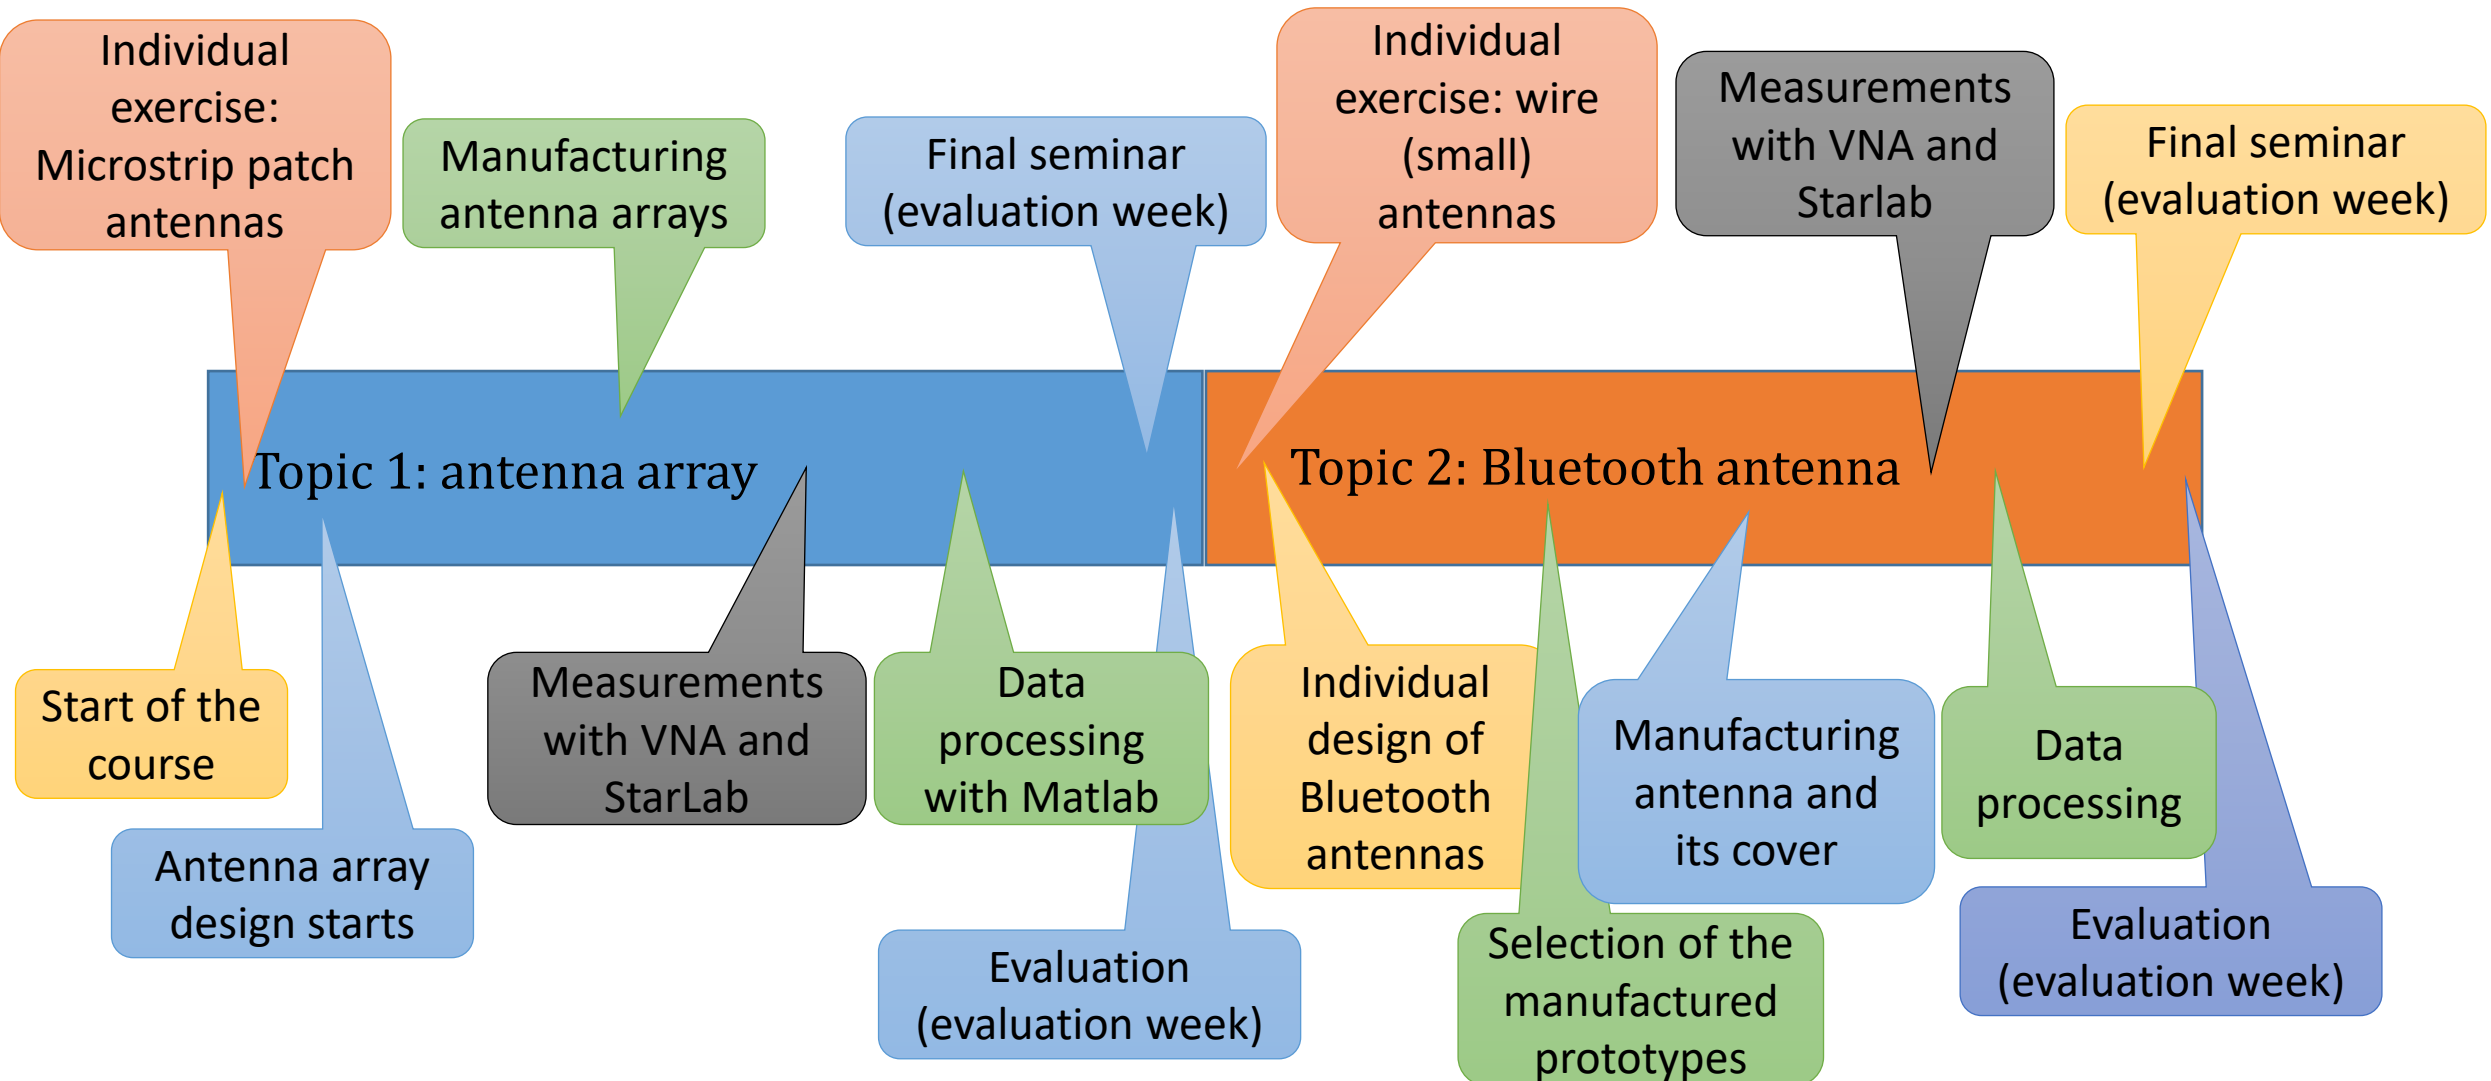 Individual
exercise:
Microstrip patch
antennas
Manufacturing
antenna arrays
Final seminar
(evaluation week)
Individual
exercise: wire
(small)
antennas
Measurements
with VNA and
Starlab
Final seminar
(evaluation week)
Topic 1: antenna array
Topic 2: Bluetooth antenna
Start of the
course
Antenna array
design starts
Measurements
with VNA and
StarLab
Data
processing
with Matlab
Evaluation
(evaluation week)
Individual
design of
Bluetooth
antennas
Selection of the
manufactured
prototypes
Manufacturing
antenna and
its cover
Data
processing
Evaluation
(evaluation week)